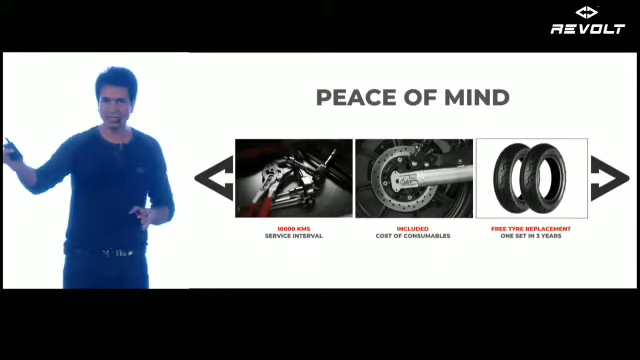 REVOLT
PEACE OF MIND
10000 KMS
SERVICE INTERVAL
INCLUDED
COST OF CONSUMABLES
FREE TYRE REPLACEMENT
ONE SET IN 3 YEARS